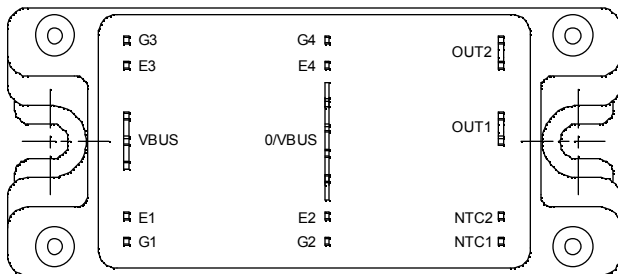 G3 G4 OUT2
E3 E4
VBUS 0/VBUS OUT1
E1 E2 NTC2
G1 G2 NTC1